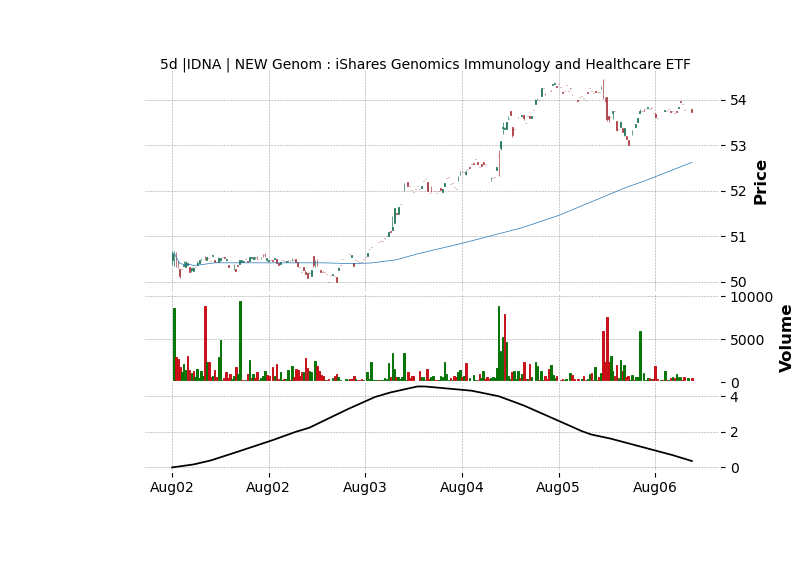 5d |IDNA | NEW Genom : iShares Genomics Immunology and Healthcare ETF
54
53
52
51
50
Price
10000
5000
0
Volume
4
2
0
Aug02 Aug02 Aug03 Aug04 Aug05 Aug06